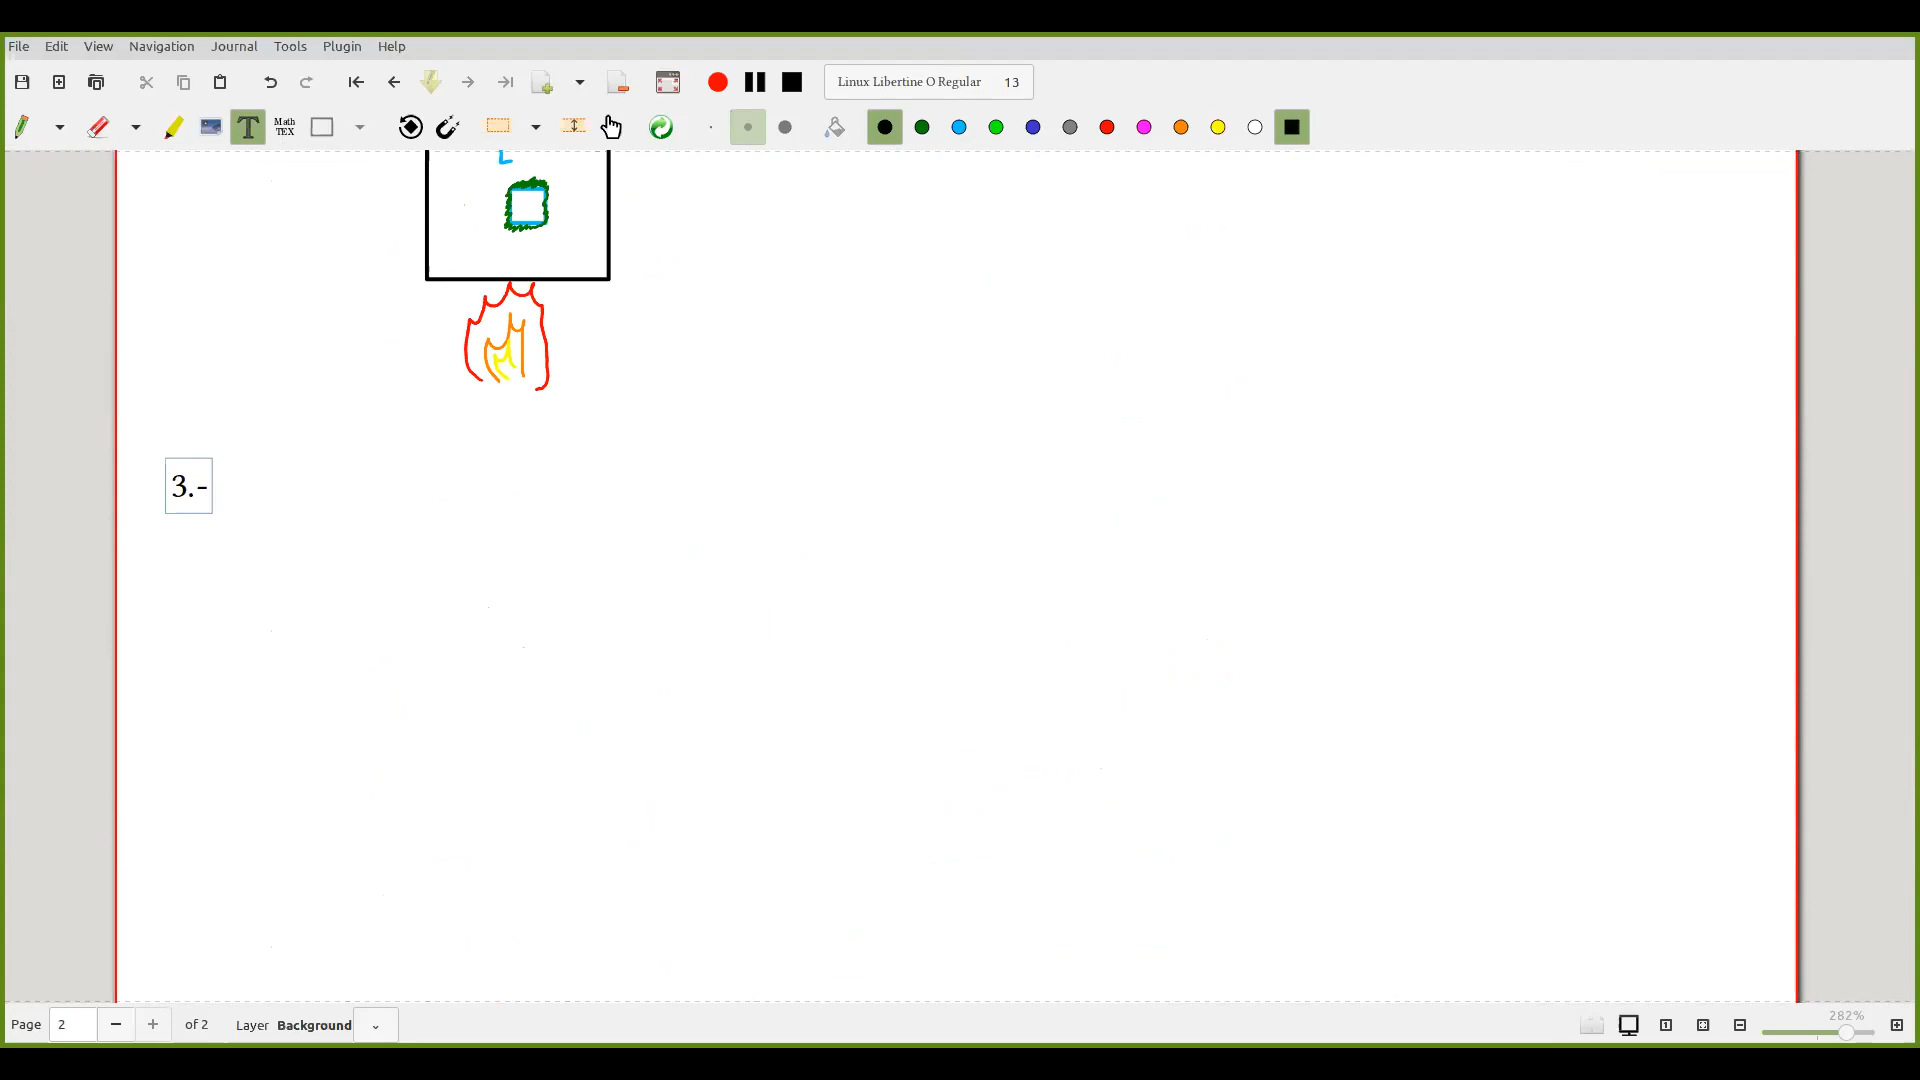 File Edit View Navigation Journal Tools Plugin Help
Linux Libertine O Regular 13
T Math TEX
L
3.-
282%
Page 2 of 2 Layer Background